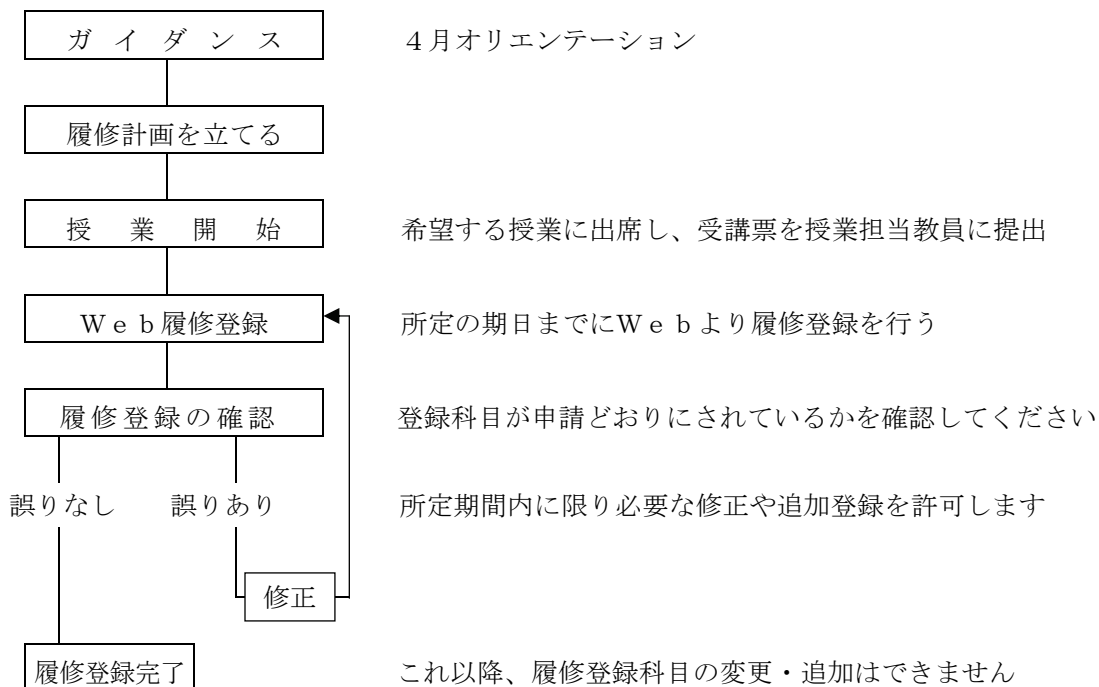 ガイダンス ４月オリエンテーション
履修計画を立てる
授業開始 希望する授業に出席し、受講票を授業担当教員に提出
Ｗｅｂ履修登録 所定の期日までにＷｅｂより履修登録を行う
履修登録の確認 登録科目が申請どおりにされているかを確認してください
誤りなし 誤りあり 所定期間内に限り必要な修正や追加登録を許可します
修正
履修登録完了 これ以降、履修登録科目の変更・追加はできません